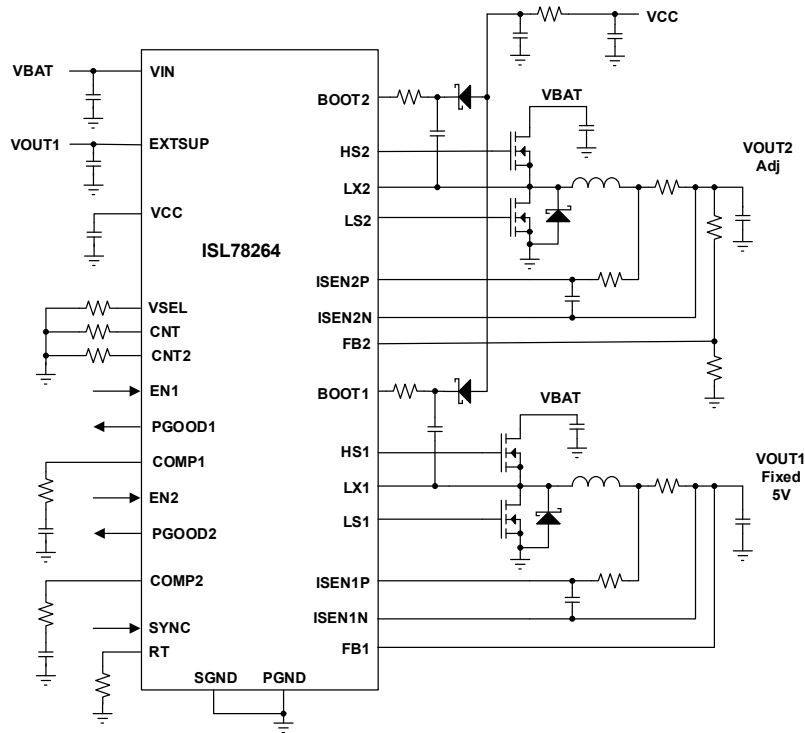 VCC
VBAT
VIN
BOOT2
VBAT
VOUT1
EXTSUP
HS2
VOUT2
Adj
LX2
VCC
LS2
ISL78264
ISEN2P
VSEL
ISEN2N
CNT
FB2
CNT2
EN1
BOOT1
VBAT
PGOOD1
HS1
COMP1
VOUT1
Fixed
5V
LX1
EN2
LS1
PGOOD2
COMP2
ISEN1P
ISEN1N
SYNC
FB1
RT
SGND
PGND